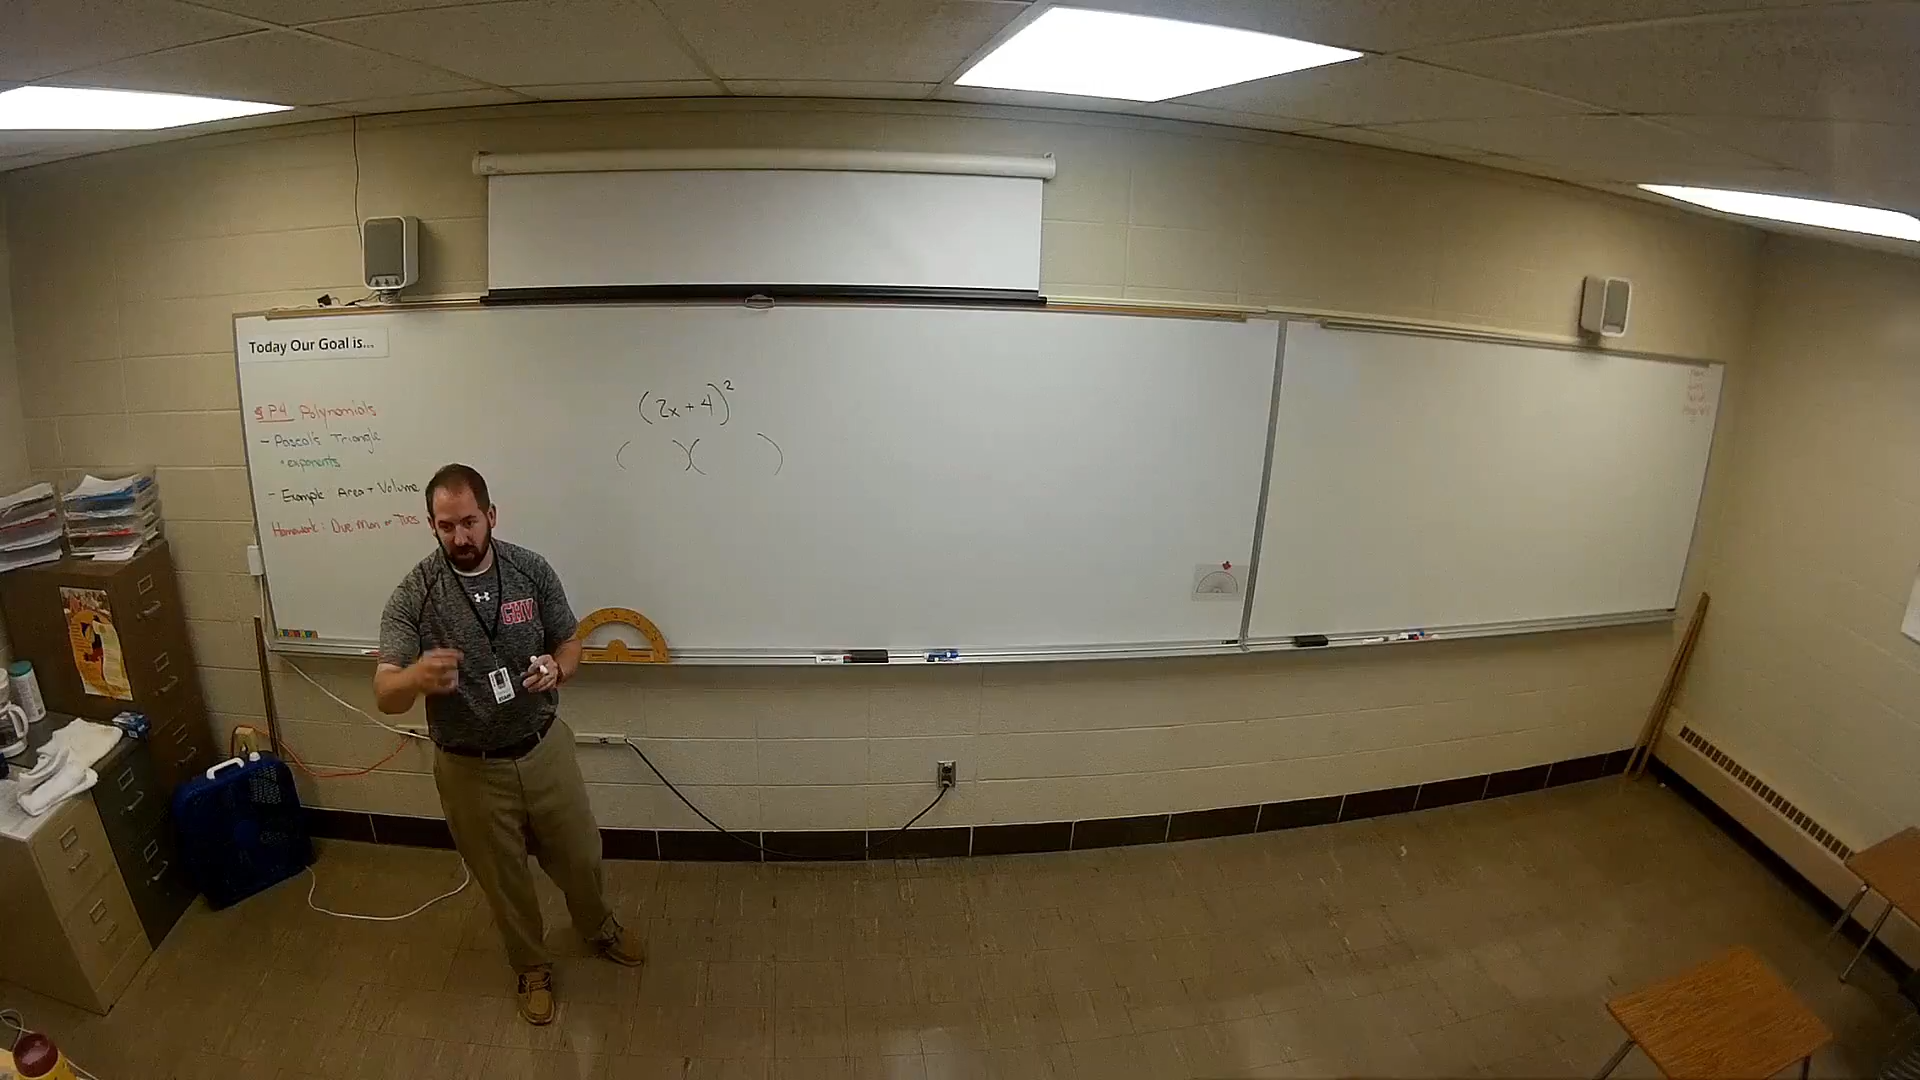 Today Our Goal is...
§ P4 Polynomials
- Pascal's Triangle
• exponents
- Example: Area + Volume
Homework: Due Mon or Tues
(2x + 4)²
(    )(    )
GHV